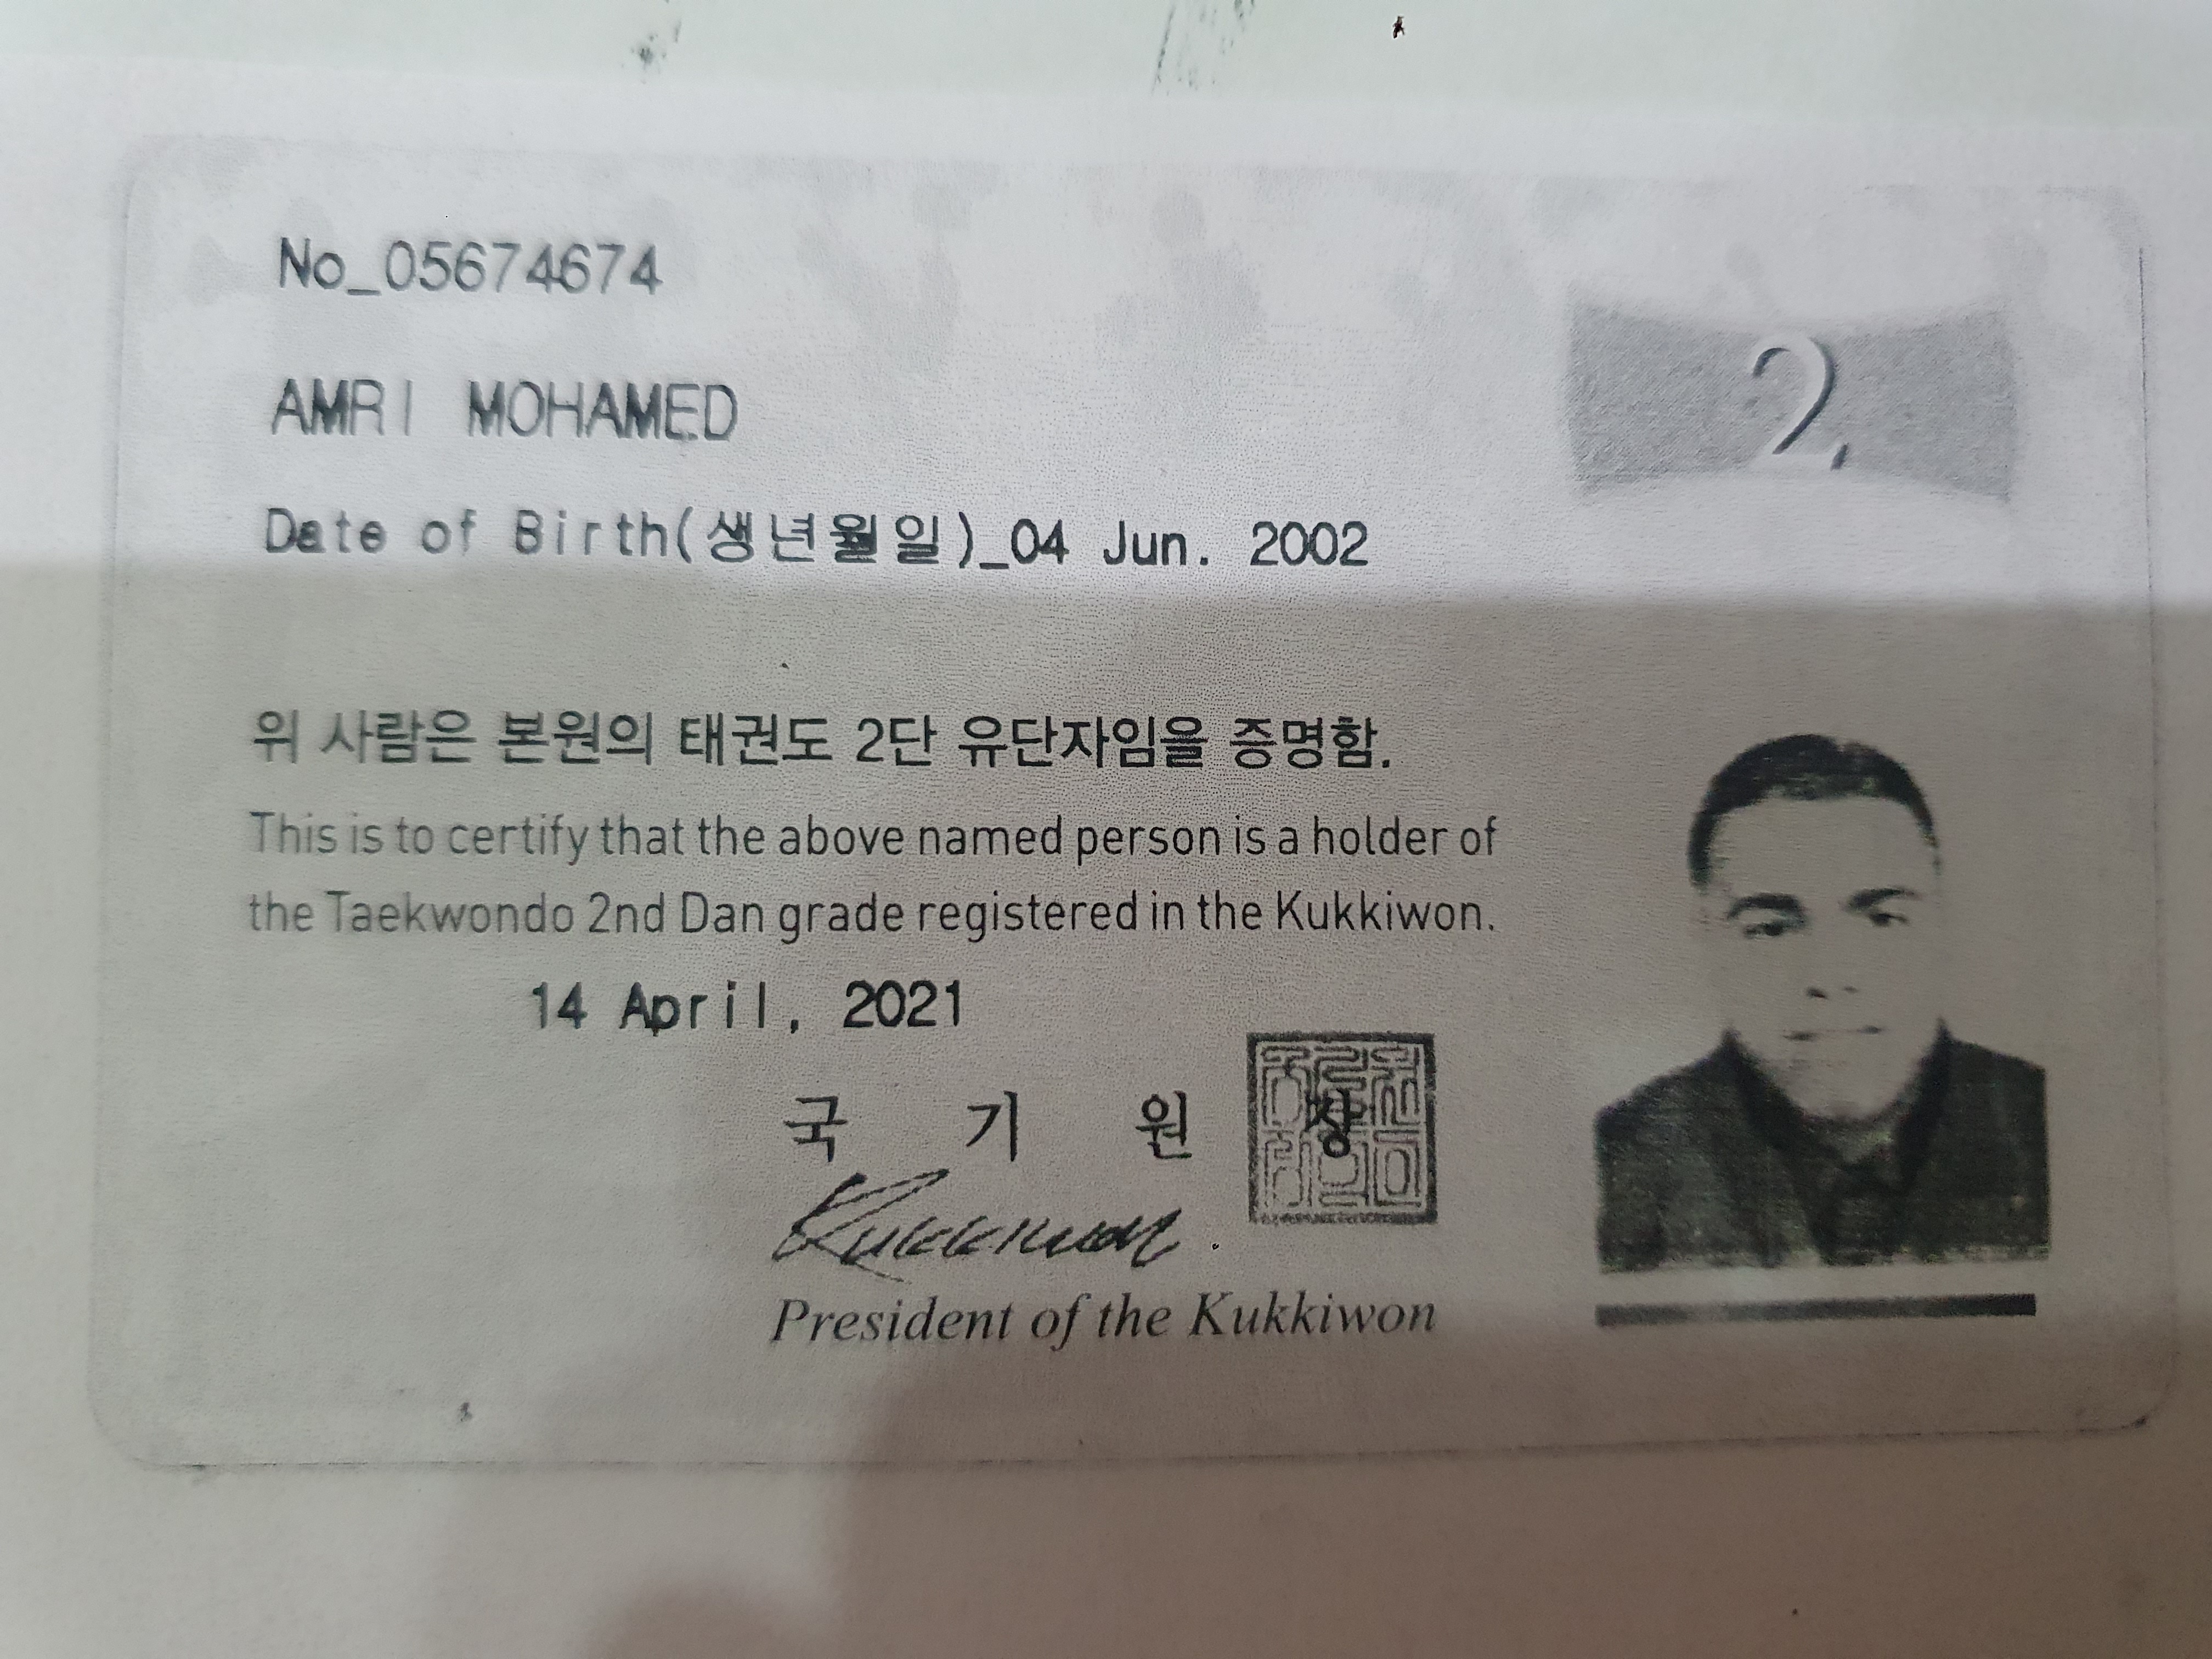 No_05674674
2
AMRI MOHAMED
Date of Birth(생년월일)_04 Jun. 2002
위 사람은 본원의 태권도 2단 유단자임을 증명함.
This is to certify that the above named person is a holder of
the Taekwondo 2nd Dan grade registered in the Kukkiwon.
14 April, 2021
국 기 원 장
Kukkiwon
President of the Kukkiwon